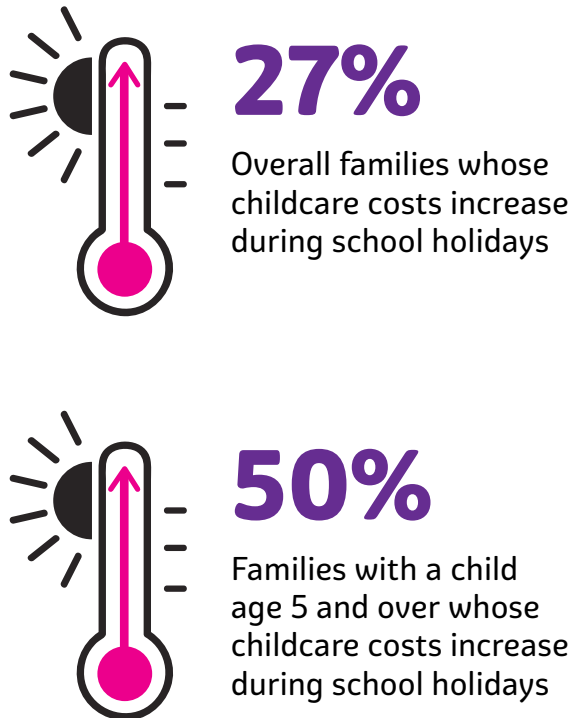 27%
Overall families whose
childcare costs increase
during school holidays
50%
Families with a child
age 5 and over whose
childcare costs increase
during school holidays